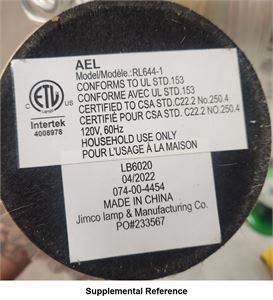 AEL
Model/Modèle.:RL644-1
CONFORMS TO UL STD.153
CONFORME AVEC UL STD.153
CERTIFIED TO CSA STD.C22.2 No.250.4
CERTIFIÉ POUR CSA STD. C22.2 No.250.4
120V, 60Hz
HOUSEHOLD USE ONLY
POUR L'USAGE À LA MAISON
ETL
C US
LISTED
Intertek
4008978
LB6020
04/2022
074-00-4454
MADE IN CHINA
Jimco lamp & Manufacturing Co.
PO#233567
Supplemental Reference